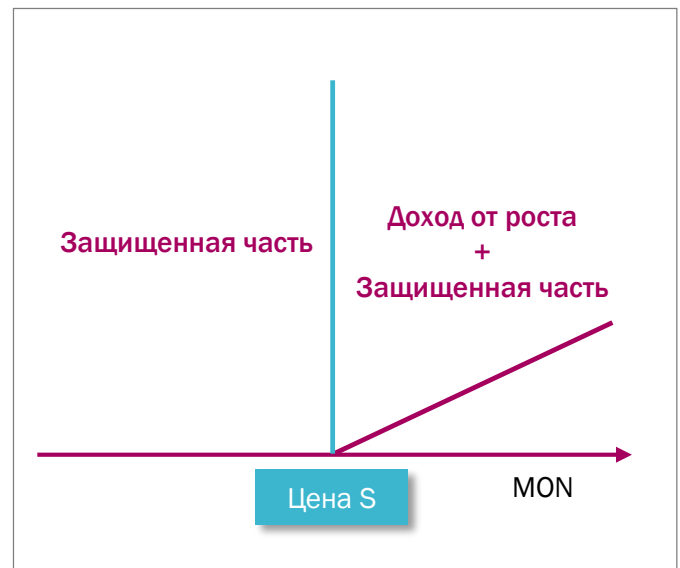 Защищенная часть
Доход от роста
+
Защищенная часть
Цена S
MON